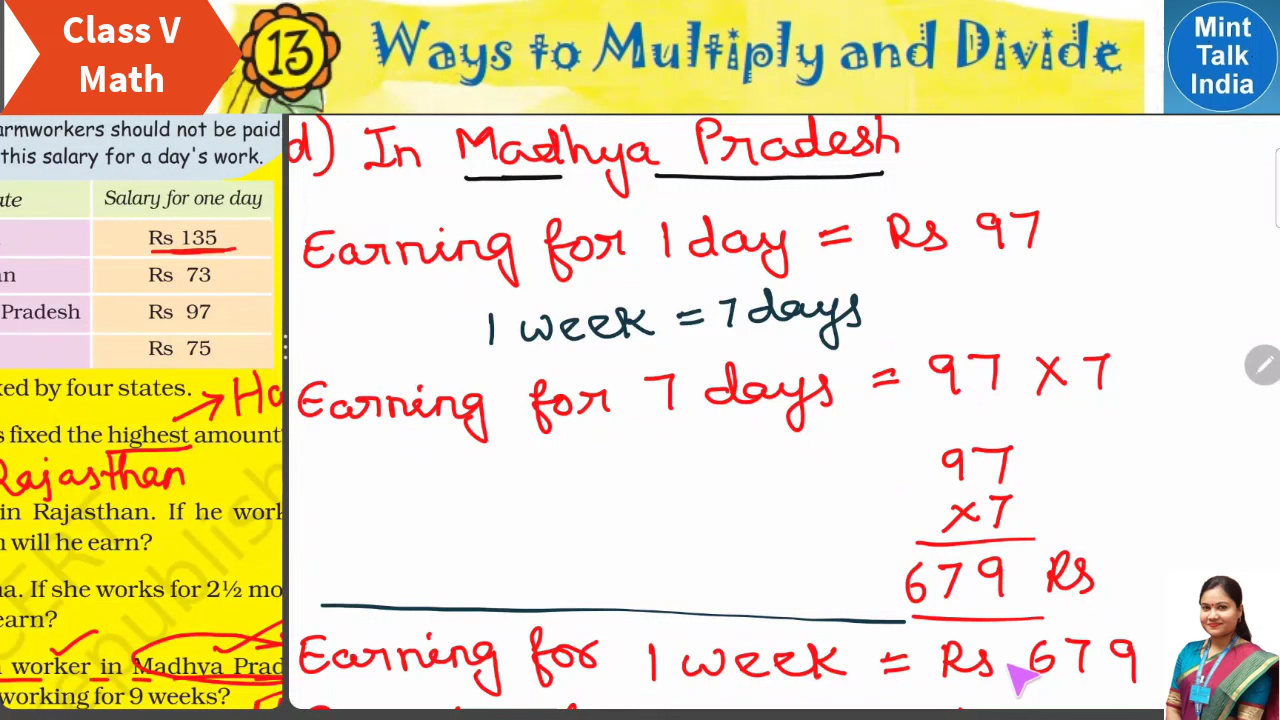 Class V
Math
13
Ways to Multiply and Divide
Mint
Talk
India
armworkers should not be paid
this salary for a day's work.
ate Salary for one day
Rs 135
an Rs 73
Pradesh Rs 97
Rs 75
ked by four states.
Ha
s fixed the highest amount
Rajasthan
in Rajasthan. If he work
will he earn?
na. If she works for 2½ mo
earn?
worker in Madhya Prad
working for 9 weeks?
d) In Madhya Pradesh
Earning for 1 day = Rs 97
1 week = 7 days
Earning for 7 days = 97 × 7
97
×7
679 Rs
Earning for 1 week = Rs 679